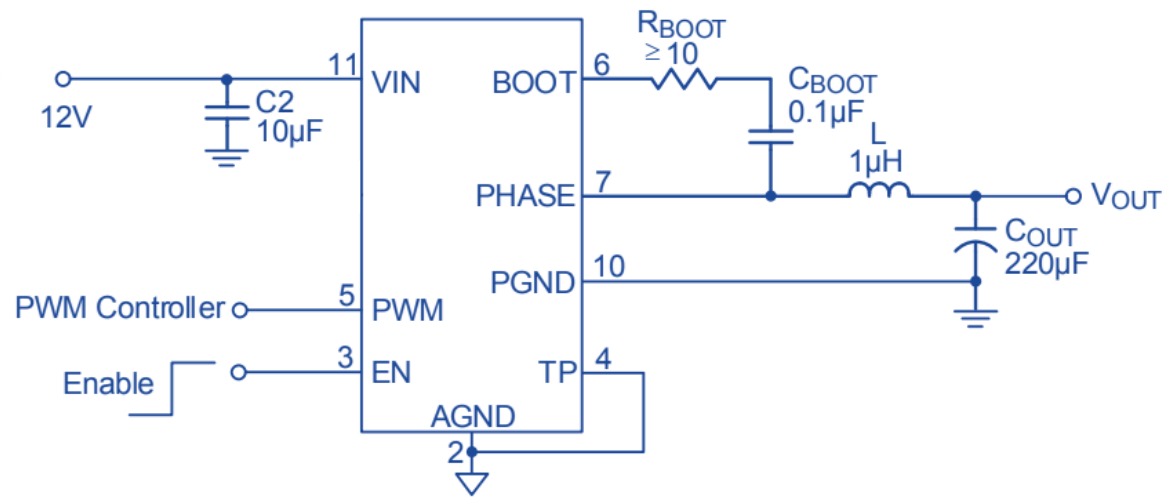 RBOOT
≥10
11
VIN
BOOT
6
CBOOT
0.1µF
12V
C2
10µF
L
1µH
PHASE
7
VOUT
COUT
220µF
PGND
10
PWM Controller
5
PWM
Enable
3
EN
TP
4
AGND
2